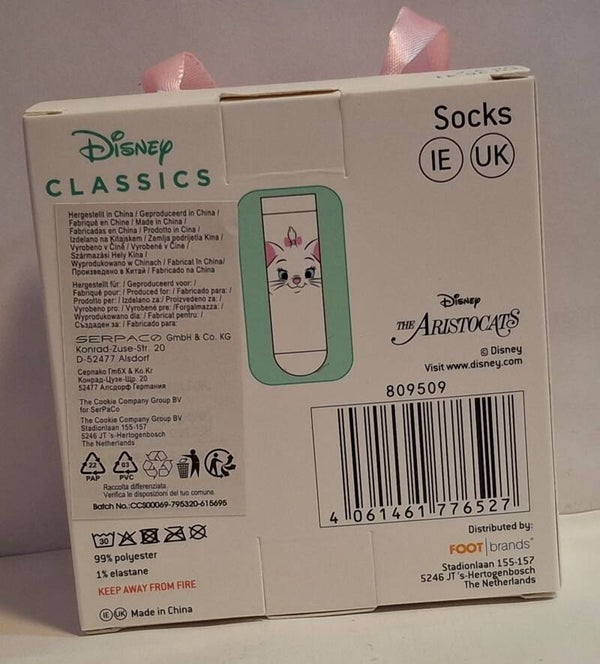 Disney
CLASSICS
Hergestellt in China / Geproduceerd in China /
Fabriqué en Chine / Made in China /
Fabricadas en China / Prodotto in Cina /
Izdelano na Kitajskem / Zemlja podrijetla Kina /
Vyrobeno v Číně / Vyrobené v Číne /
Származási Hely Kína /
Wyprodukowano w Chinach / Fabricat în China/
Произведено в Китай / Fabricado na China
Hergestellt für: / Geproduceerd voor: /
Fabriqué pour: / Produced for: / Fabricado para: /
Prodotto per: / Izdelano za:/ Proizvedeno za: /
Vyrobeno pro: / Vyrobené pre: /Forgalmazza: /
Wyprodukowano dla: / Fabricat pentru: /
Създаден за: / Fabricado para:
SERPACO GmbH & Co. KG
Konrad-Zuse-Str. 20
D-52477 Alsdorf
Серпако ГмбХ & Ko.Kг
Конрад-Цузе-Щр. 20
52477 Алсдорф Германия
The Cookie Company Group BV
for SerPaCo
The Cookie Company Group BV
Stadionlaan 155-157
5246 JT 's-Hertogenbosch
The Netherlands
22
PAP
03
PVC
Raccolta differenziata.
Verifica le disposizioni del tuo comune.
Batch No.:CCS00069-795320-615695
30
99% polyester
1% elastane
KEEP AWAY FROM FIRE
IE UK Made in China
Socks
IE UK
Disney
THE ARISTOCATS
© Disney
Visit www.disney.com
809509
4 061461 776527
Distributed by:
FOOT brands®
Stadionlaan 155-157
5246 JT 's-Hertogenbosch
The Netherlands